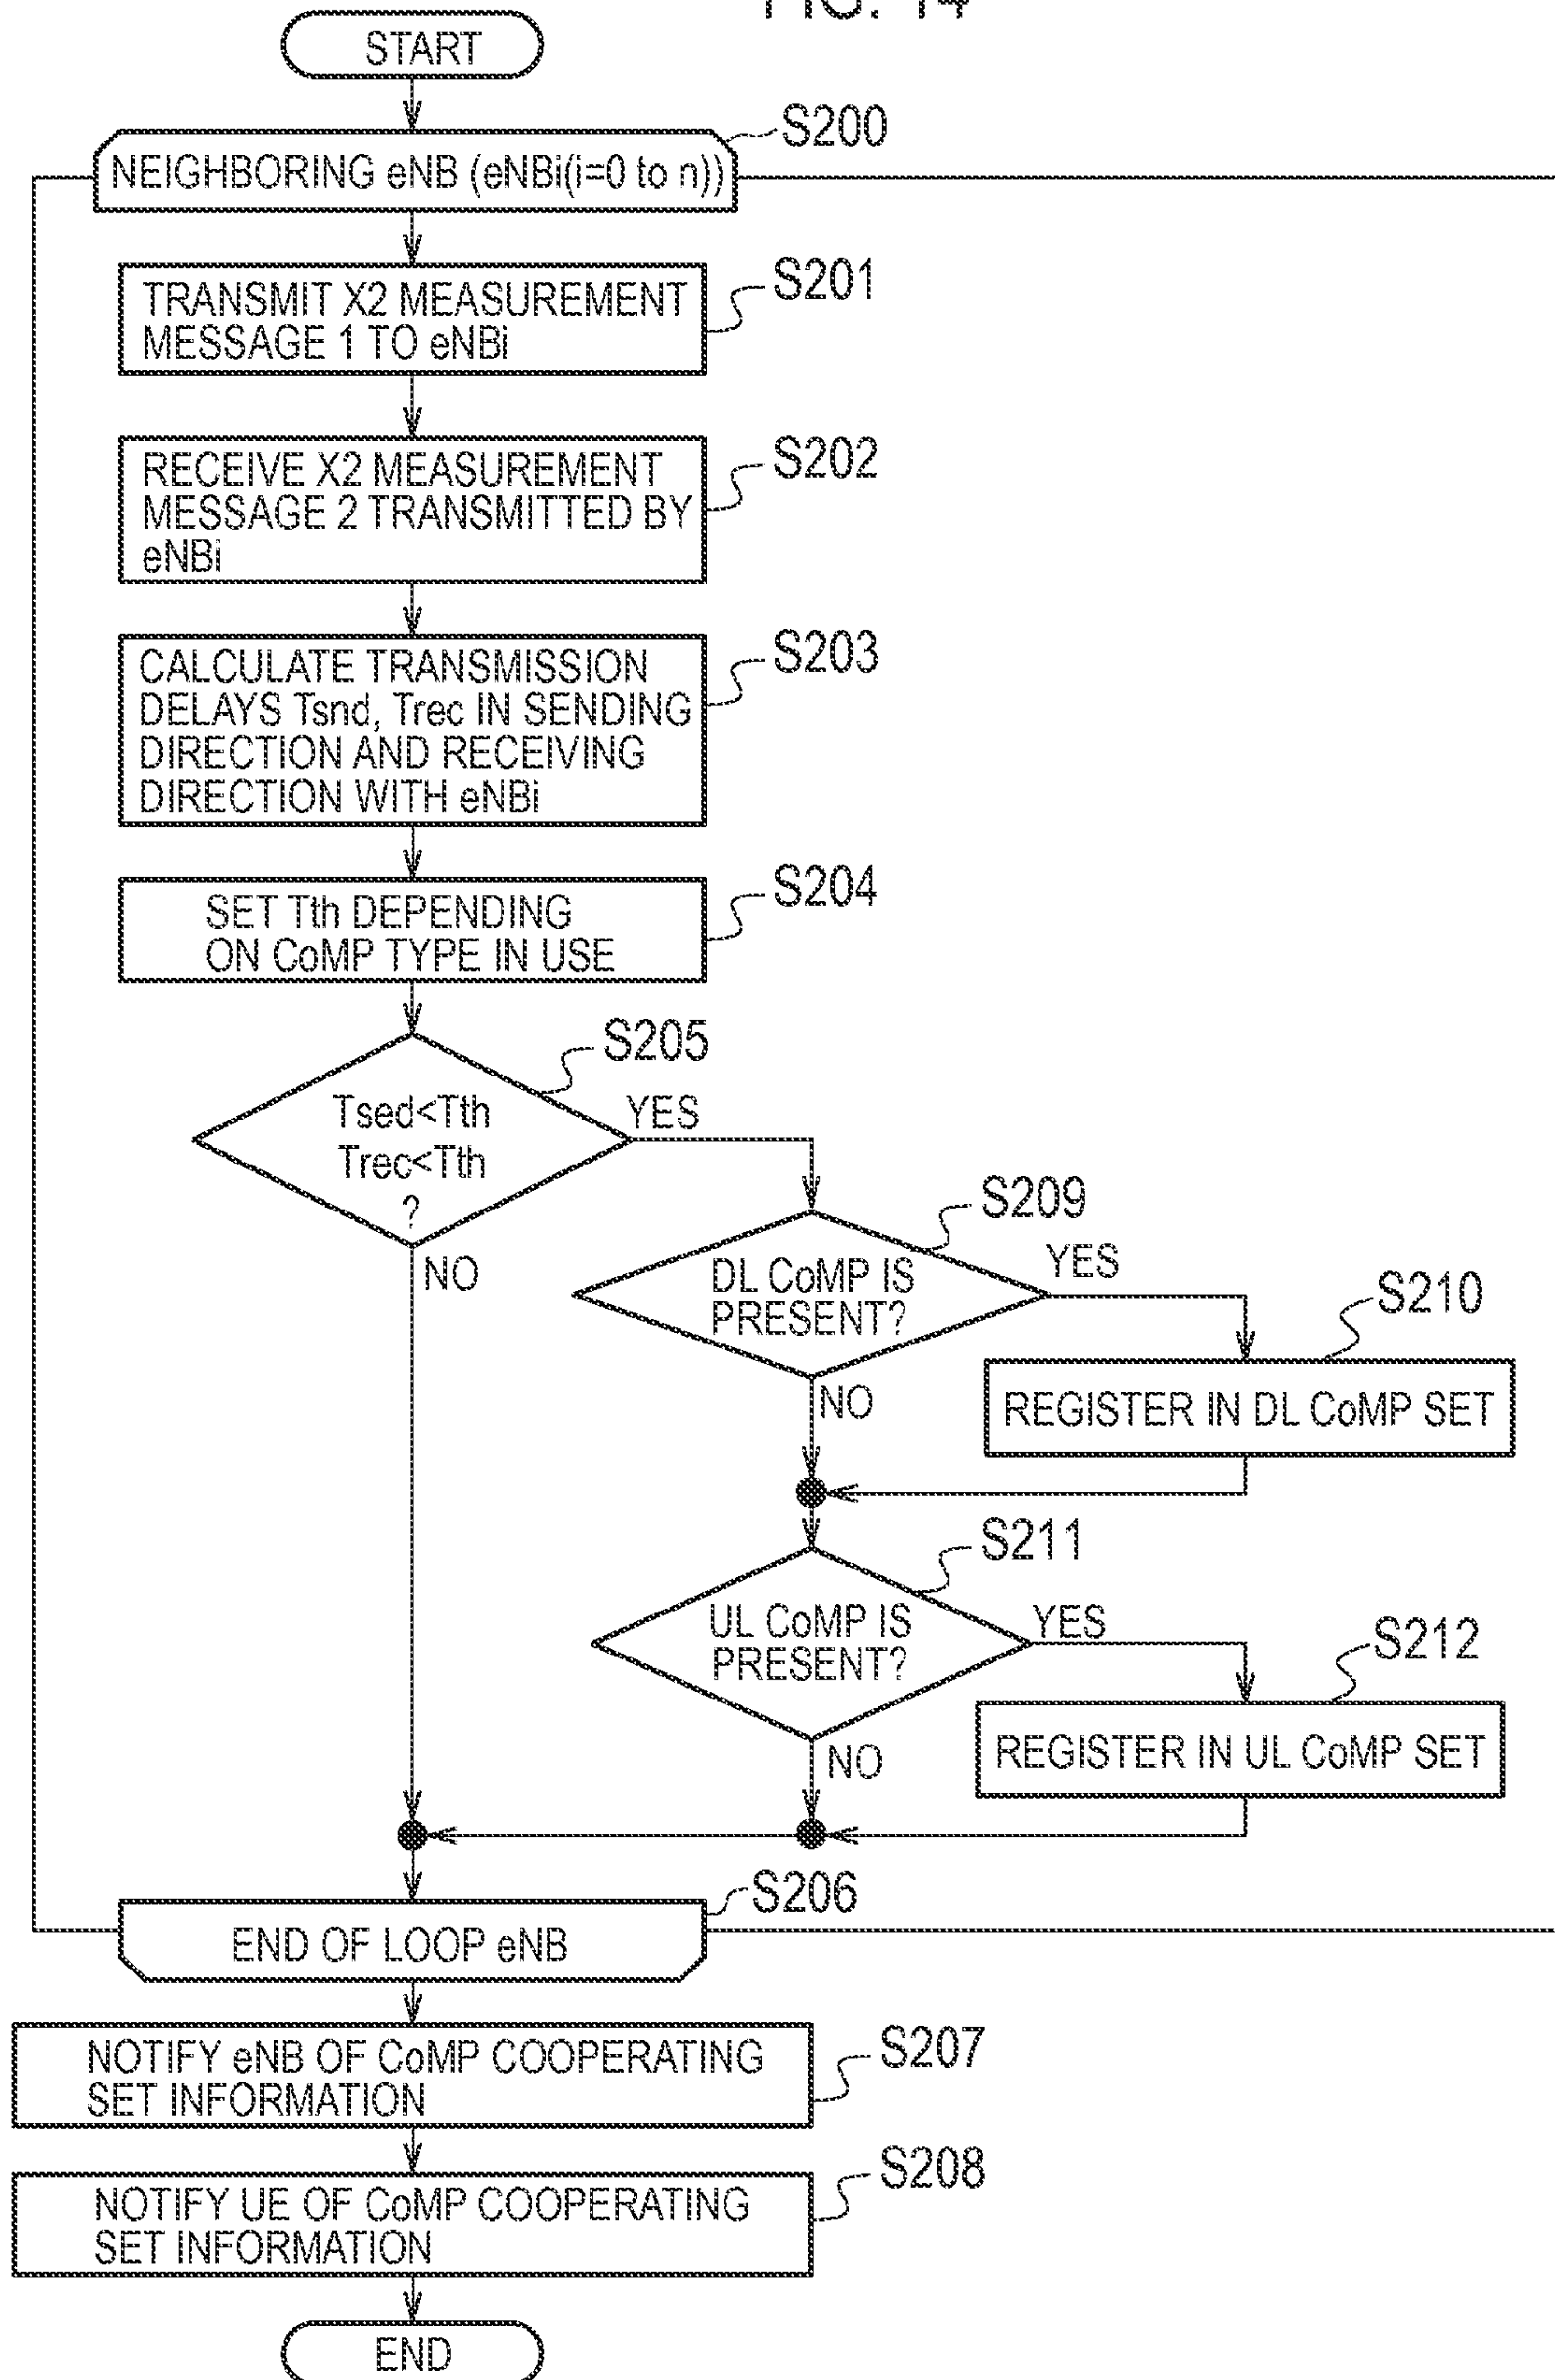 FIG. 14
START
S200
NEIGHBORING eNB (eNBi(i=0 to n))
S201
TRANSMIT X2 MEASUREMENT
MESSAGE 1 TO eNBi
S202
RECEIVE X2 MEASUREMENT
MESSAGE 2 TRANSMITTED BY
eNBi
S203
CALCULATE TRANSMISSION
DELAYS Tsnd, Trec IN SENDING
DIRECTION AND RECEIVING
DIRECTION WITH eNBi
S204
SET Tth DEPENDING
ON CoMP TYPE IN USE
S205
Tsed<Tth
Trec<Tth
?
YES
NO
S209
DL CoMP IS
PRESENT?
YES
NO
S210
REGISTER IN DL CoMP SET
S211
UL CoMP IS
PRESENT?
YES
NO
S212
REGISTER IN UL CoMP SET
S206
END OF LOOP eNB
S207
NOTIFY eNB OF CoMP COOPERATING
SET INFORMATION
S208
NOTIFY UE OF CoMP COOPERATING
SET INFORMATION
END